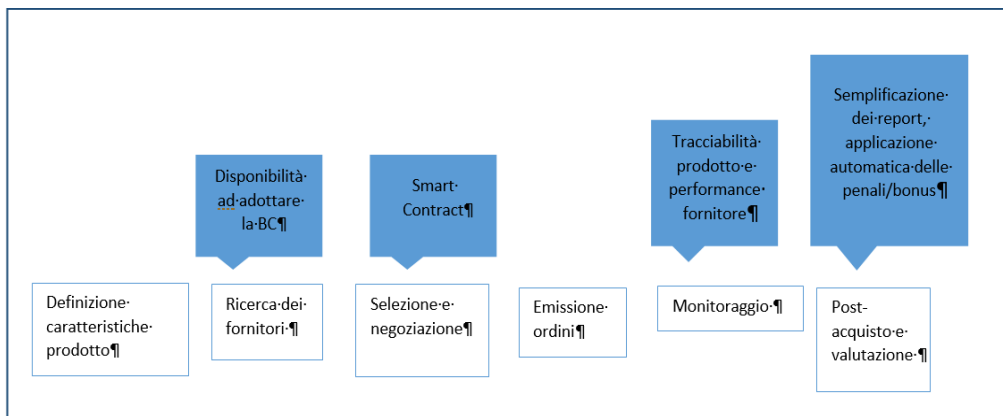 Disponibilità·
ad·adottare·
la·BC¶
Smart·
Contract¶
Tracciabilità·
prodotto·e·
performance·
fornitore¶
Semplificazione·
dei·report,·
applicazione·
automatica·delle·
penali/bonus¶
Definizione·
caratteristiche·
prodotto¶
Ricerca·dei·
fornitori·¶
Selezione·e·
negoziazione¶
Emissione·
ordini¶
Monitoraggio·¶
Post-
acquisto·e·
valutazione·¶